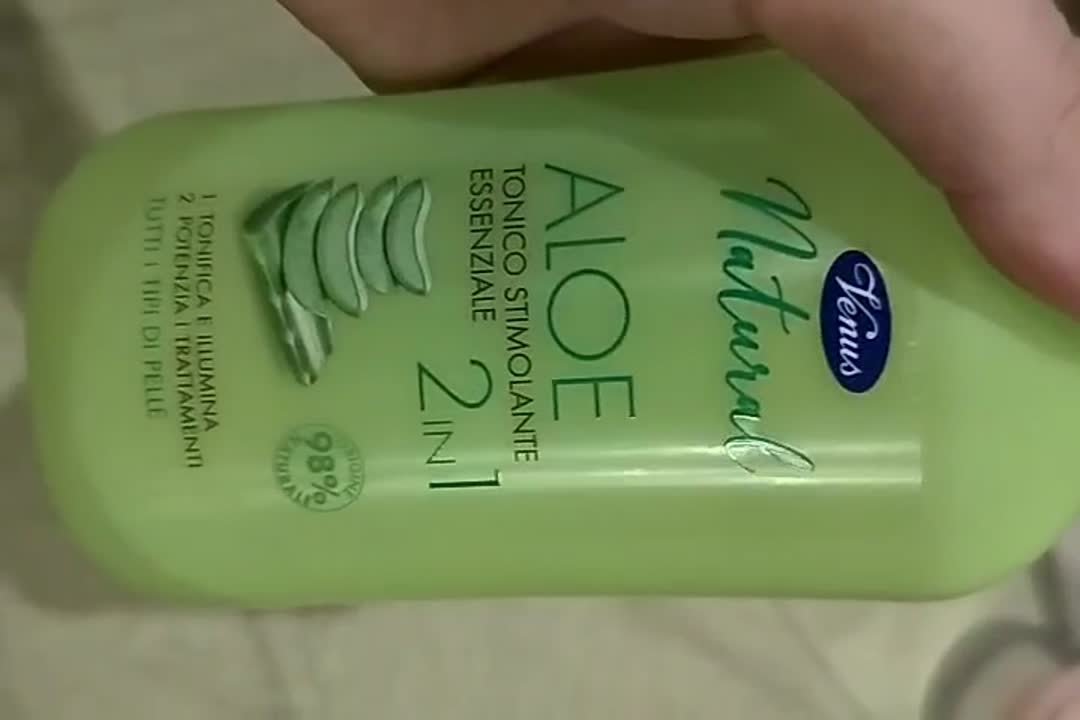 Venus
Natural
ALOE
TONICO STIMOLANTE
ESSENZIALE
2 IN 1
98%
NATURALE
1 TONIFICA E ILLUMINA
2 POTENZIA I TRATTAMENTI
TUTTI I TIPI DI PELLE